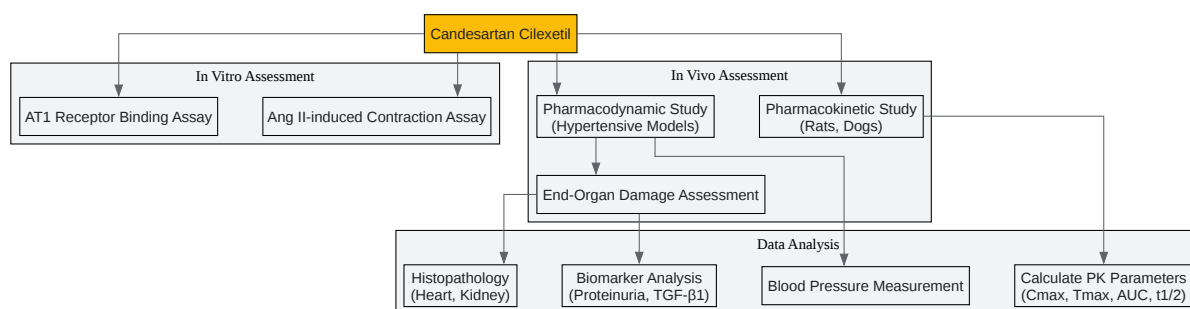 Candesartan Cilexetil
In Vitro Assessment
AT1 Receptor Binding Assay
Ang II-induced Contraction Assay
In Vivo Assessment
Pharmacodynamic Study
(Hypertensive Models)
Pharmacokinetic Study
(Rats, Dogs)
End-Organ Damage Assessment
Data Analysis
Histopathology
(Heart, Kidney)
Biomarker Analysis
(Proteinuria, TGF-β1)
Blood Pressure Measurement
Calculate PK Parameters
(Cmax, Tmax, AUC, t1/2)